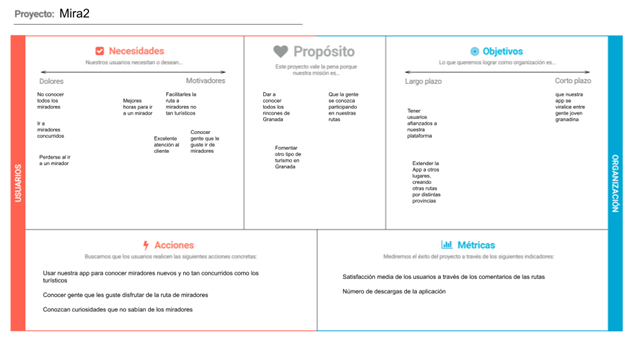 Proyecto: Mira2
Necesidades
Nuestros usuarios necesitan o desean...
Dolores
Motivadores
No conocer
todos los
miradores
Mejores
horas para ir
a un mirador
Facilitarles la
ruta a
miradores no
tan turísticos
Ir a
miradores
concurridos
Excelente
atención al
cliente
Conocer
gente que le
guste ir de
miradores
Perderse al ir
a un mirador
Propósito
Este proyecto vale la pena porque
nuestra misión es...
Dar a
conocer
todos los
rincones de
Granada
Que la gente
se conozca
participando
en nuestras
rutas
Fomentar
otro tipo de
turismo en
Granada
Objetivos
Lo que queremos lograr como organización es...
Largo plazo
Corto plazo
que nuestra
app se
viralice entre
gente joven
granadina
Tener
usuarios
afianzados a
nuestra
plataforma
Extender la
App a otros
lugares,
creando
otras rutas
por distintas
provincias
USUARIOS
ORGANIZACIÓN
Acciones
Buscamos que los usuarios realicen las siguientes acciones concretas:
Usar nuestra app para conocer miradores nuevos y no tan concurridos como los
turísticos
Conocer gente que les guste disfrutar de la ruta de miradores
Conozcan curiosidades que no sabían de los miradores
Métricas
Mediremos el éxito del proyecto a través de los siguientes indicadores:
Satisfacción media de los usuarios a través de los comentarios de las rutas
Número de descargas de la aplicación